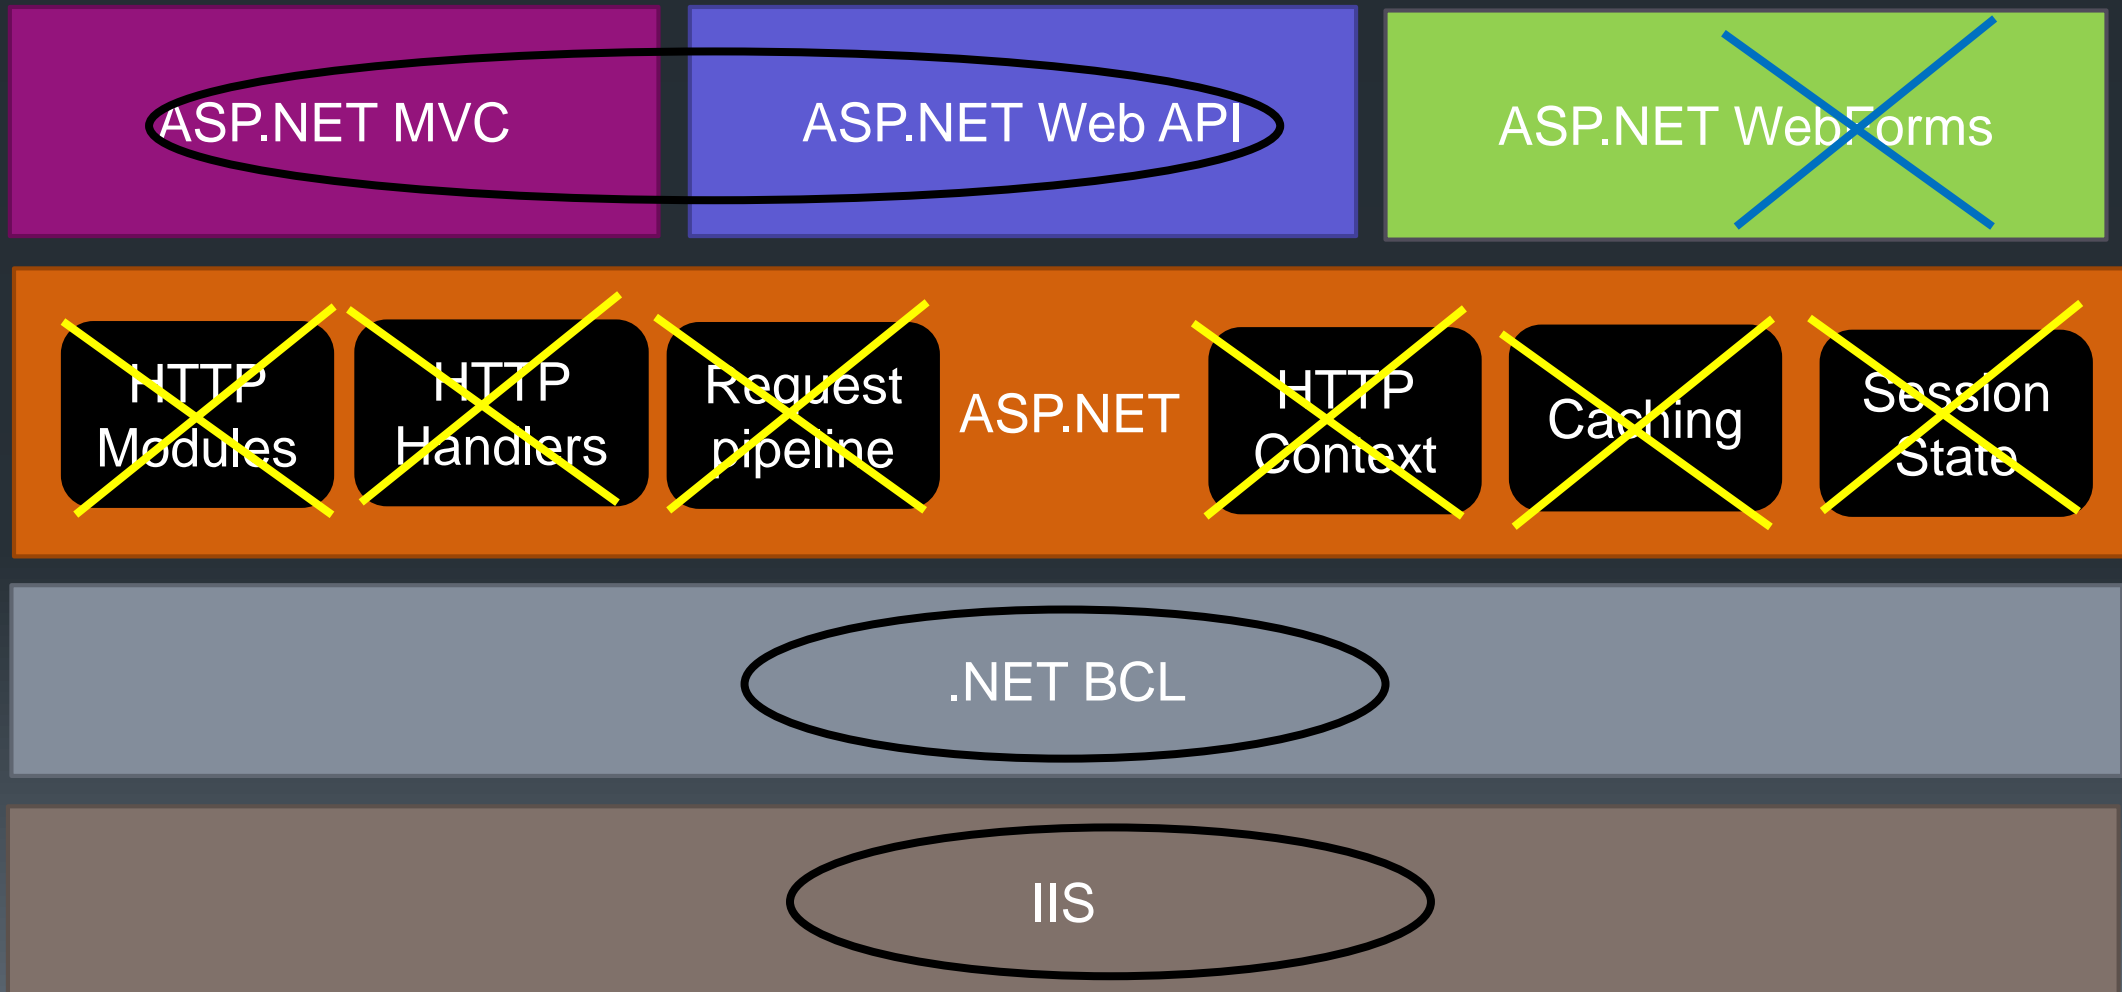 ASP.NET MVC
ASP.NET Web API
ASP.NET WebForms
HTTP
Modules
HTTP
Handlers
Request
pipeline
ASP.NET
HTTP
Context
Caching
Session
State
.NET BCL
IIS